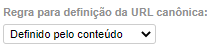 Regra para definição da URL canônica:
Definido pelo conteúdo